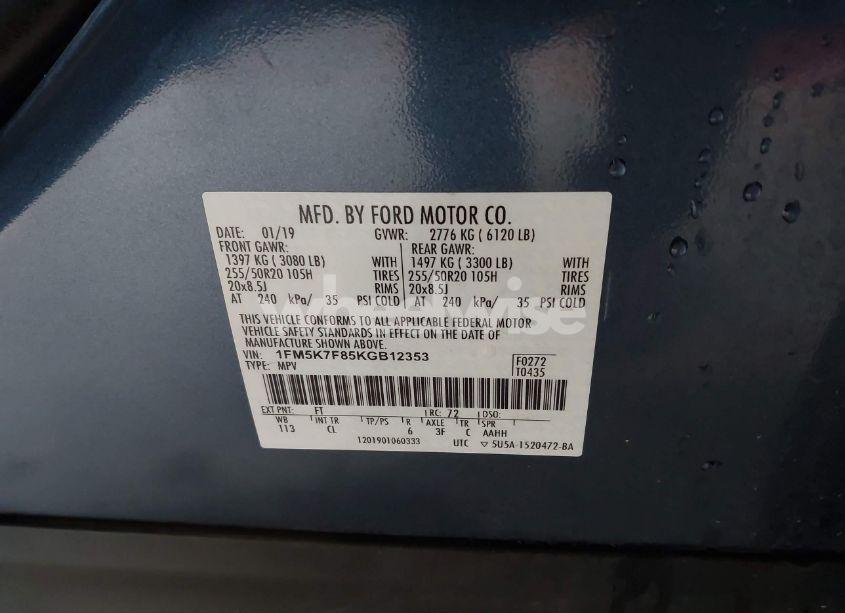 MFD. BY FORD MOTOR CO.
DATE: 01/19 GVWR: 2776 KG ( 6120 LB)
FRONT GAWR: REAR GAWR:
1397 KG ( 3080 LB) WITH 1497 KG ( 3300 LB) WITH
255/50R20 105H TIRES 255/50R20 105H TIRES
20x8.5J RIMS 20x8.5J RIMS
AT 240 kPa/ 35 PSI COLD AT 240 kPa/ 35 PSI COLD
wheelwise
THIS VEHICLE CONFORMS TO ALL APPLICABLE FEDERAL MOTOR
VEHICLE SAFETY STANDARDS IN EFFECT ON THE DATE OF
MANUFACTURE SHOWN ABOVE.
VIN: 1FM5K7F85KGB12353 F0272
TYPE: MPV T0435
EXT PNT: FT RC: 72 DSO:
WB INT TR TP/PS R AXLE TR SPR
113 CL 6 3F C AAHH
1201901060333 UTC ▽ 5U5A-1520472-BA